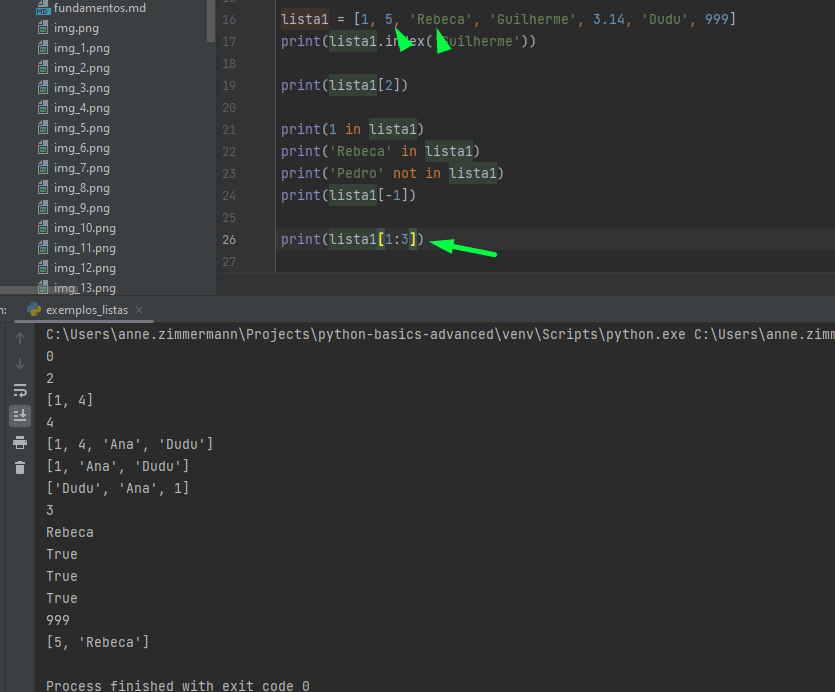 fundamentos.md
img.png
img_1.png
img_2.png
img_3.png
img_4.png
img_5.png
img_6.png
img_7.png
img_8.png
img_9.png
img_10.png
img_11.png
img_12.png
img_13.png
16 lista1 = [1, 5, 'Rebeca', 'Guilherme', 3.14, 'Dudu', 999]
17 print(lista1.index('Guilherme'))
18
19 print(lista1[2])
20
21 print(1 in lista1)
22 print('Rebeca' in lista1)
23 print('Pedro' not in lista1)
24 print(lista1[-1])
25
26 print(lista1[1:3])
27
exemplos_listas
C:\Users\anne.zimmermann\Projects\python-basics-advanced\venv\Scripts\python.exe C:\Users\anne.zimm
0
2
[1, 4]
4
[1, 4, 'Ana', 'Dudu']
[1, 'Ana', 'Dudu']
['Dudu', 'Ana', 1]
3
Rebeca
True
True
True
999
[5, 'Rebeca']
Process finished with exit code 0